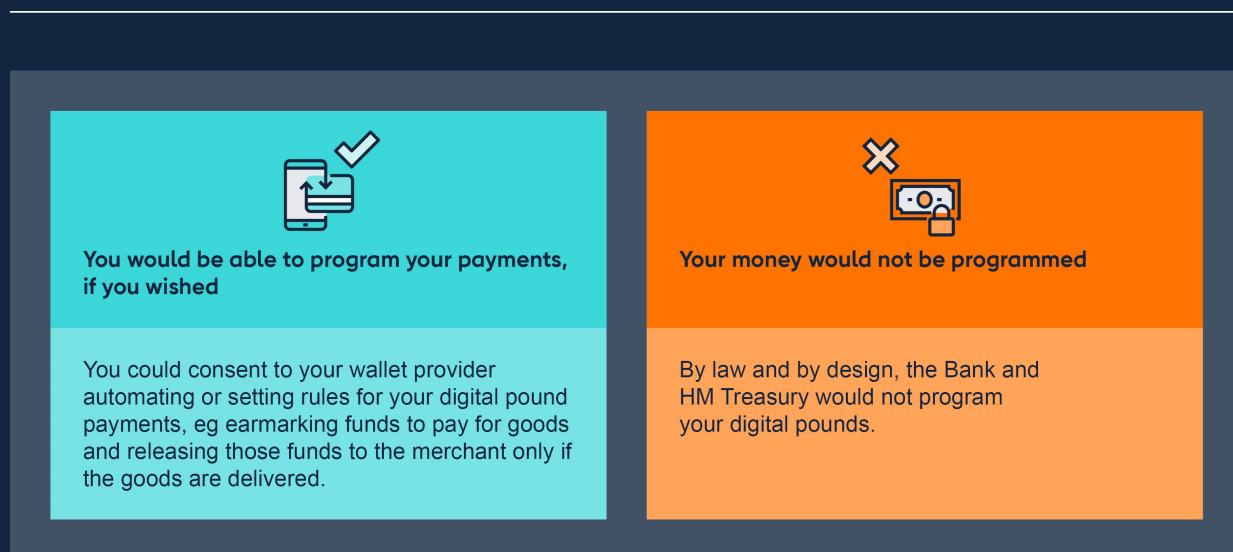 You would be able to program your payments,
if you wished
You could consent to your wallet provider
automating or setting rules for your digital pound
payments, eg earmarking funds to pay for goods
and releasing those funds to the merchant only if
the goods are delivered.
Your money would not be programmed
By law and by design, the Bank and
HM Treasury would not program
your digital pounds.